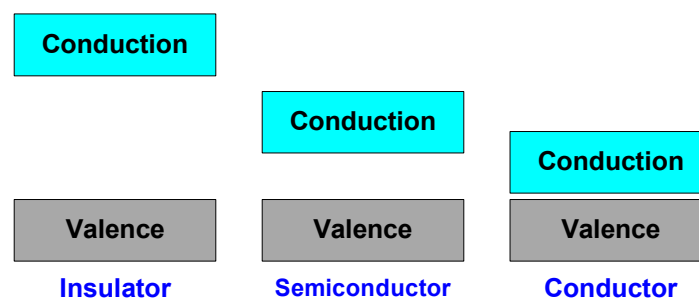 Conduction
Conduction
Conduction
Valence
Valence
Valence
Insulator
Semiconductor
Conductor